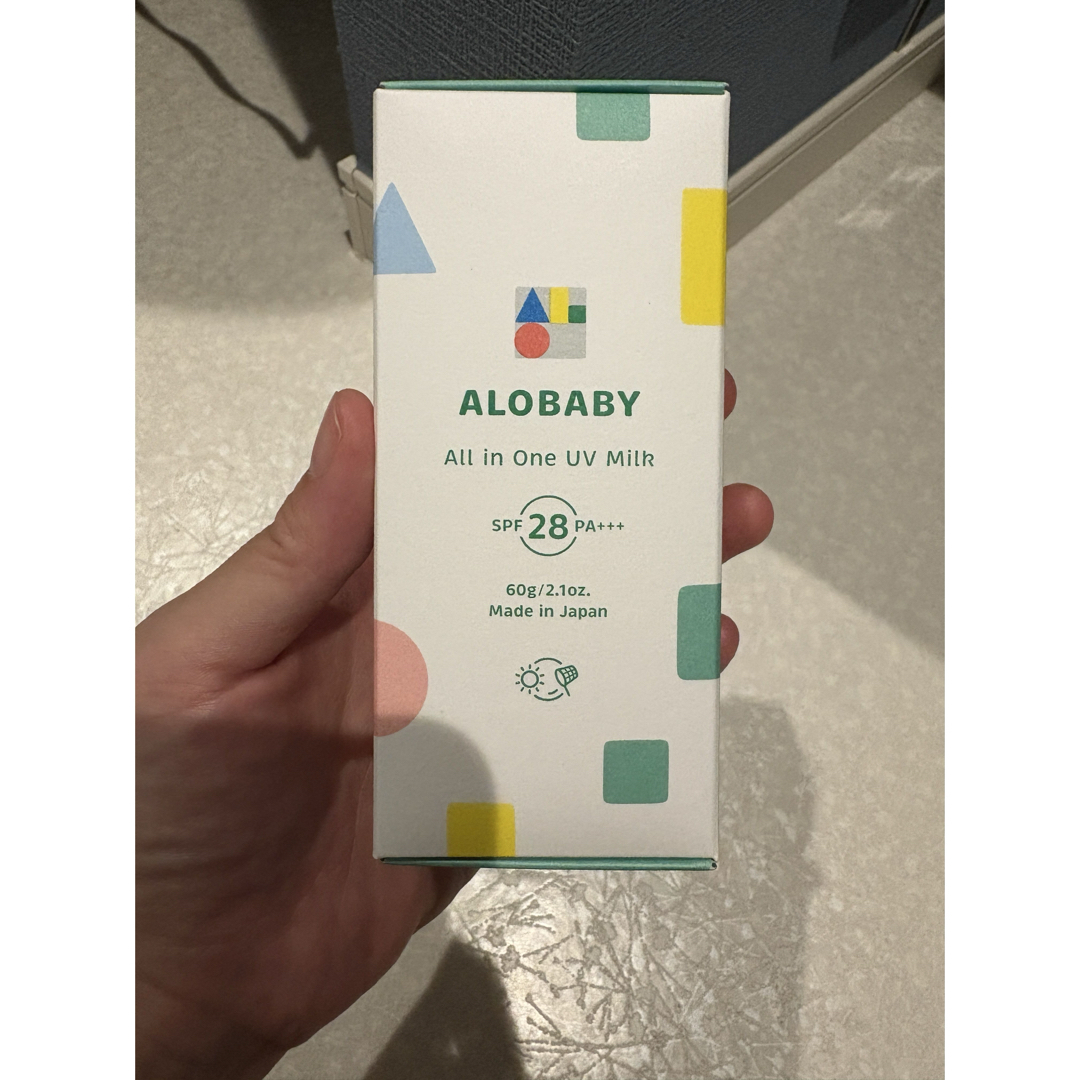 ALOBABY
All in One UV Milk
SPF 28 PA+++
60g/2.1oz.
Made in Japan